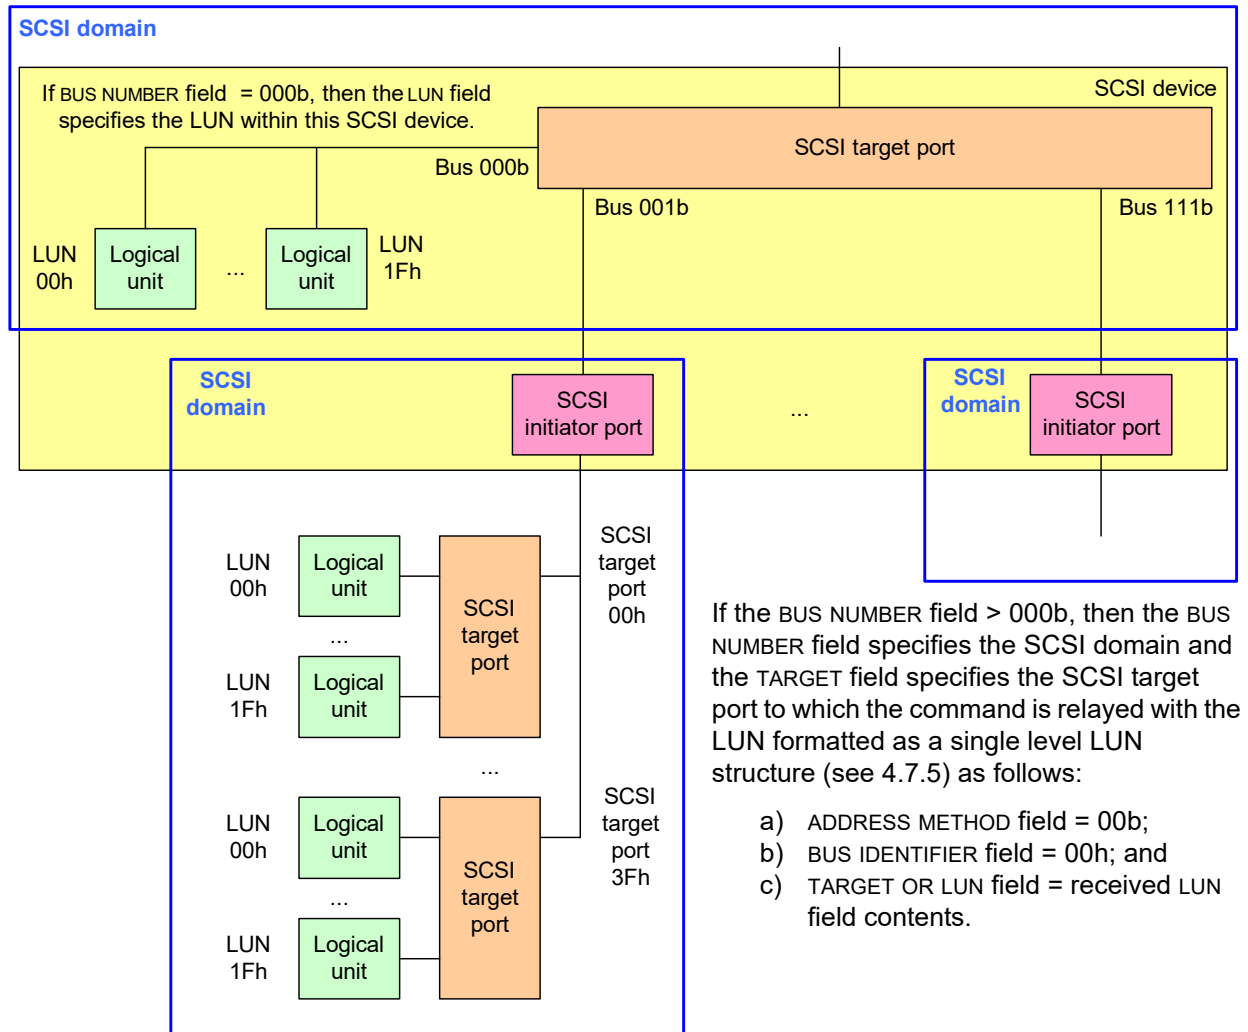 SCSI domain
If BUS NUMBER field = 000b, then the LUN field
specifies the LUN within this SCSI device.
SCSI device
SCSI target port
Bus 000b
Bus 001b
Bus 111b
LUN
00h
Logical
unit
...
Logical
unit
LUN
1Fh
SCSI
domain
SCSI
initiator port
...
SCSI
domain
SCSI
initiator port
LUN
00h
Logical
unit
...
LUN
1Fh
Logical
unit
SCSI
target
port
SCSI
target
port
00h
...
LUN
00h
Logical
unit
...
LUN
1Fh
Logical
unit
SCSI
target
port
SCSI
target
port
3Fh
If the BUS NUMBER field > 000b, then the BUS
NUMBER field specifies the SCSI domain and
the TARGET field specifies the SCSI target
port to which the command is relayed with the
LUN formatted as a single level LUN
structure (see 4.7.5) as follows:
a) ADDRESS METHOD field = 00b;
b) BUS IDENTIFIER field = 00h; and
c) TARGET OR LUN field = received LUN
field contents.